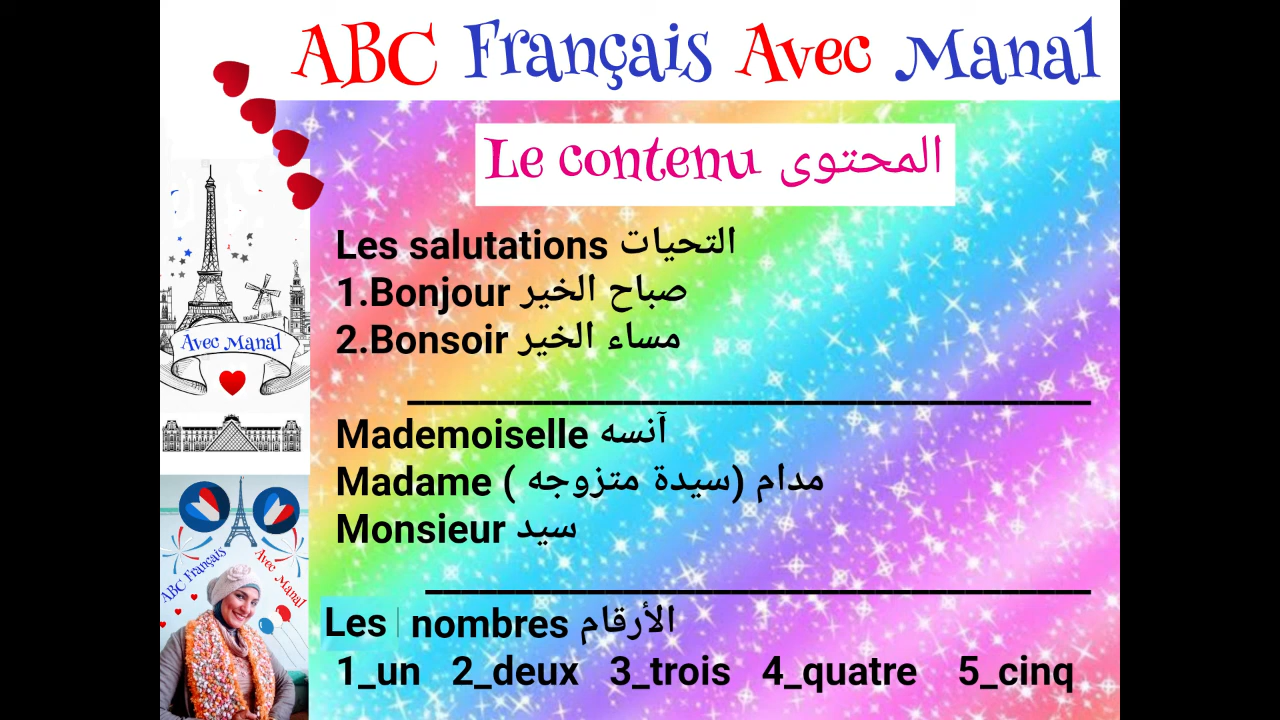 ABC Français Avec Manal
Le contenu المحتوى
Les salutations التحيات
1.Bonjour صباح الخير
2.Bonsoir مساء الخير
Avec Manal
Mademoiselle آنسه
Madame ( سيدة متزوجه) مدام
Monsieur سيد
ABC Français Avec Manal
Les nombres الأرقام
1_un 2_deux 3_trois 4_quatre 5_cinq